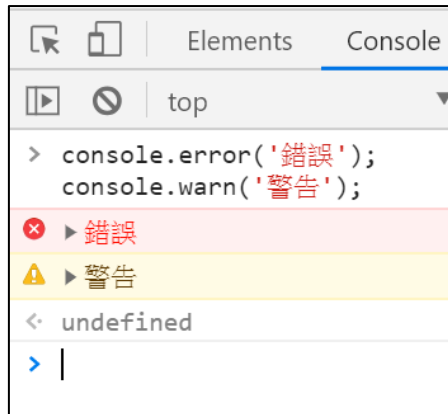 Elements Console
top
> console.error('錯誤');
console.warn('警告');
錯誤
警告
undefined
>